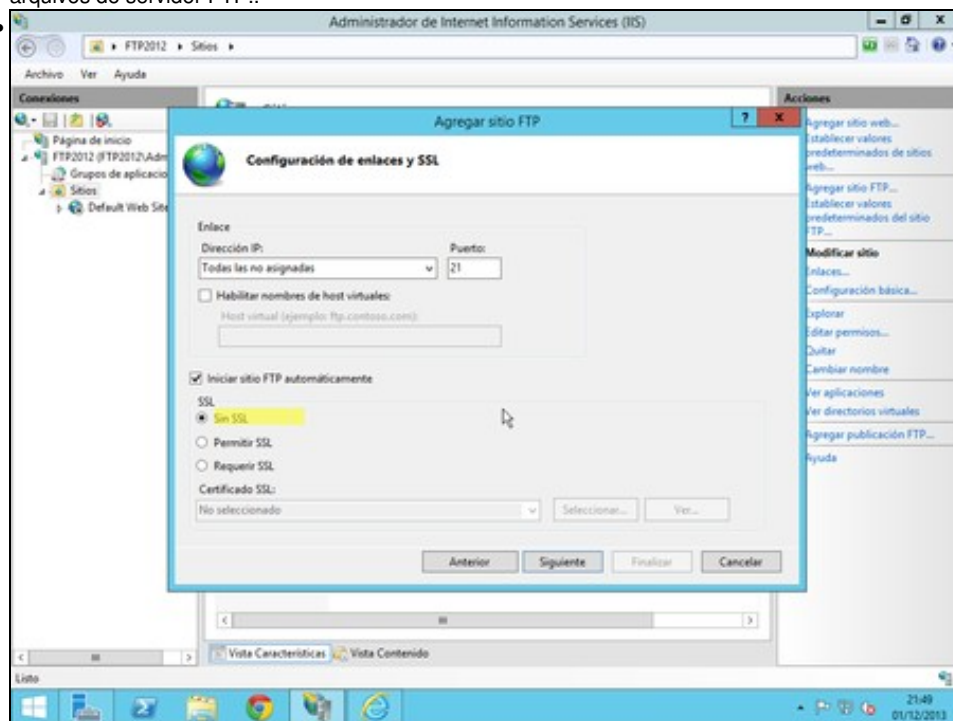 arquivos do servidor FTP..
Administrador de Internet Information Services (IIS)
FTP2012 Sitios
Archivo Ver Ayuda
Conexiones
Página de inicio
FTP2012 (FTP2012\Adm
Grupos de aplicacio
Sitios
Default Web Site
Agregar sitio FTP
Configuración de enlaces y SSL
Enlace
Dirección IP: Puerto:
Todas las no asignadas 21
Habilitar nombres de host virtuales:
Host virtual (ejemplo: ftp.contoso.com):
Iniciar sitio FTP automáticamente
SSL
Sin SSL
Permitir SSL
Requerir SSL
Certificado SSL:
No seleccionado Seleccionar... Ver...
Anterior Siguiente Finalizar Cancelar
Acciones
Agregar sitio web...
Establecer valores
predeterminados de sitios
web...
Agregar sitio FTP...
Establecer valores
predeterminados del sitio
FTP...
Modificar sitio
Enlaces...
Configuración básica...
Explorar
Editar permisos...
Quitar
Cambiar nombre
Ver aplicaciones
Ver directorios virtuales
Agregar publicación FTP...
Ayuda
Vista Características Vista Contenido
Listo
21:49
01/12/2013